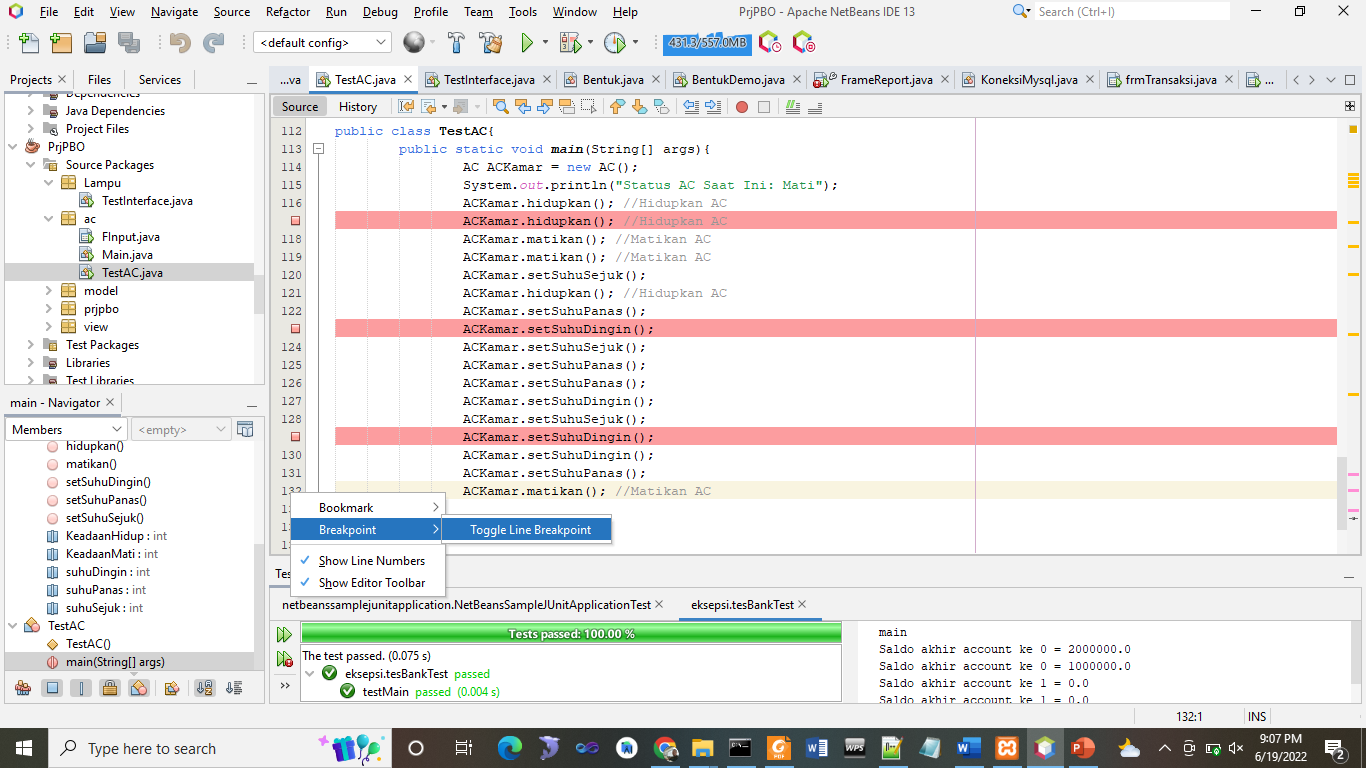 File Edit View Navigate Source Refactor Run Debug Profile Team Tools Window Help PrjPBO - Apache NetBeans IDE 13 Search (Ctrl+I)
<default config> 431.3/557.0MB
Projects Files Services
...va TestAC.java TestInterface.java Bentuk.java BentukDemo.java FrameReport.java KoneksiMysql.java frmTransaksi.java ...
Source History
Dependencies
Java Dependencies
Project Files
PrjPBO
Source Packages
Lampu
TestInterface.java
ac
FInput.java
Main.java
TestAC.java
model
prjpbo
view
Test Packages
Libraries
Test Libraries
112 public class TestAC{
113 public static void main(String[] args){
114 AC ACKamar = new AC();
115 System.out.println("Status AC Saat Ini: Mati");
116 ACKamar.hidupkan(); //Hidupkan AC
ACKamar.hidupkan(); //Hidupkan AC
118 ACKamar.matikan(); //Matikan AC
119 ACKamar.matikan(); //Matikan AC
120 ACKamar.setSuhuSejuk();
121 ACKamar.hidupkan(); //Hidupkan AC
122 ACKamar.setSuhuPanas();
ACKamar.setSuhuDingin();
124 ACKamar.setSuhuSejuk();
125 ACKamar.setSuhuPanas();
126 ACKamar.setSuhuPanas();
127 ACKamar.setSuhuDingin();
128 ACKamar.setSuhuSejuk();
ACKamar.setSuhuDingin();
130 ACKamar.setSuhuDingin();
131 ACKamar.setSuhuPanas();
132 ACKamar.matikan(); //Matikan AC
Bookmark
Breakpoint Toggle Line Breakpoint
Show Line Numbers
Show Editor Toolbar
main - Navigator
Members <empty>
hidupkan()
matikan()
setSuhuDingin()
setSuhuPanas()
setSuhuSejuk()
KeadaanHidup : int
KeadaanMati : int
suhuDingin : int
suhuPanas : int
suhuSejuk : int
TestAC
TestAC()
main(String[] args)
netbeanssamplejunitapplication.NetBeansSampleJUnitApplicationTest eksepsi.tesBankTest
Tests passed: 100.00 %
The test passed. (0.075 s)
eksepsi.tesBankTest passed
testMain passed (0.004 s)
main
Saldo akhir account ke 0 = 2000000.0
Saldo akhir account ke 0 = 1000000.0
Saldo akhir account ke 1 = 0.0
Saldo akhir account ke 1 = 0.0
132:1 INS
Type here to search
9:07 PM
6/19/2022
2